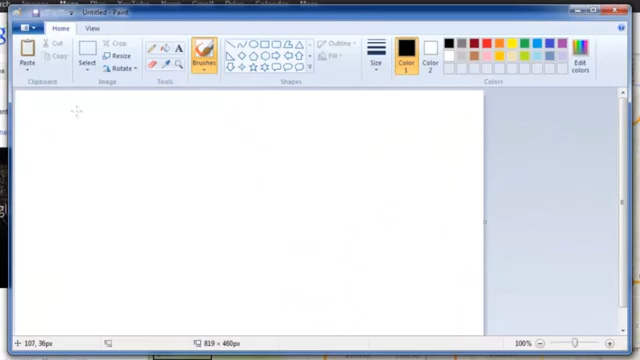 Untitled - Paint
Home View
Cut
Copy
Paste
Clipboard
Select
Crop
Resize
Rotate
Image
A
Tools
Brushes
Shapes
Outline
Fill
Size
Color 1
Color 2
Colors
Edit colors
107, 36px
819 × 460px
100%